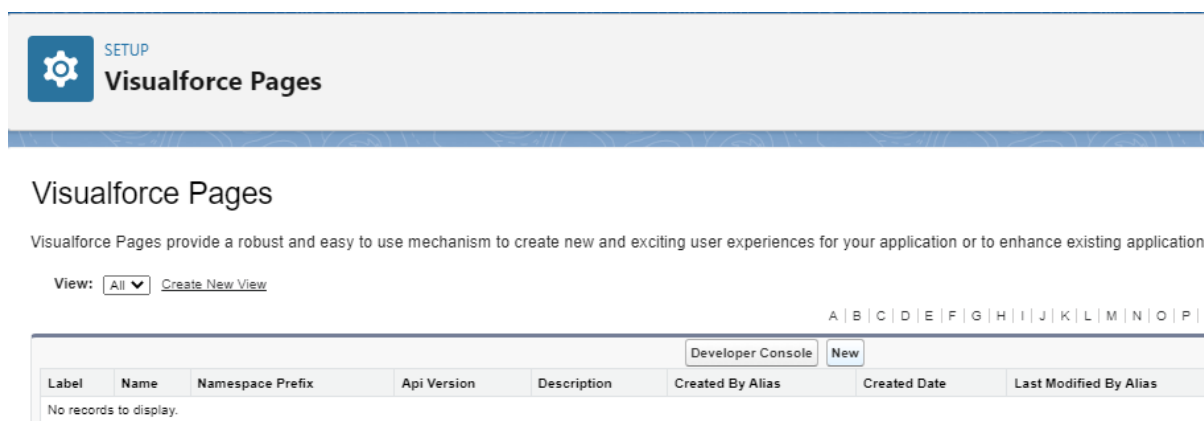 SETUP
Visualforce Pages
Visualforce Pages
Visualforce Pages provide a robust and easy to use mechanism to create new and exciting user experiences for your application or to enhance existing application
View: All Create New View
A | B | C | D | E | F | G | H | I | J | K | L | M | N | O | P |
Developer Console New
Label Name Namespace Prefix Api Version Description Created By Alias Created Date Last Modified By Alias
No records to display.